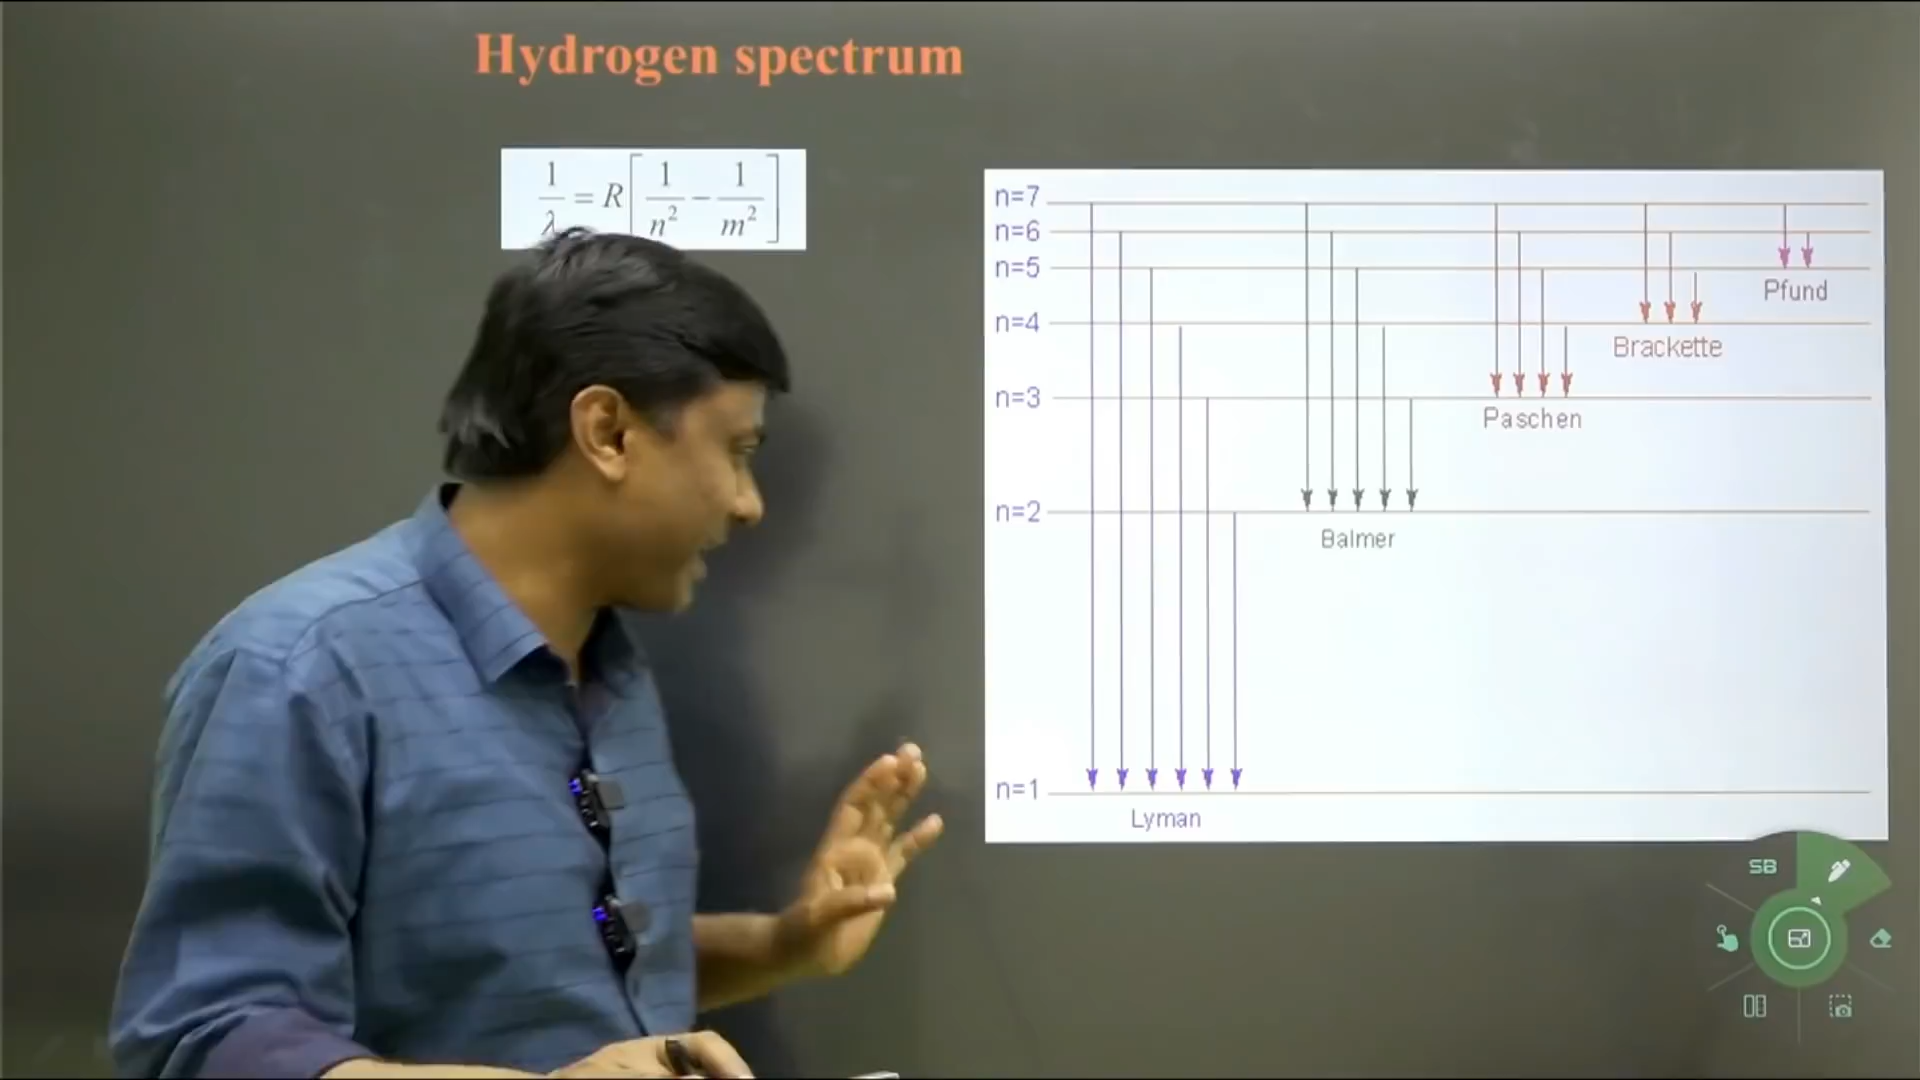 Hydrogen spectrum
1/λ = R[1/n² − 1/m²]
n=7
n=6
n=5
Pfund
n=4
Brackette
n=3
Paschen
n=2
Balmer
n=1
Lyman
SB